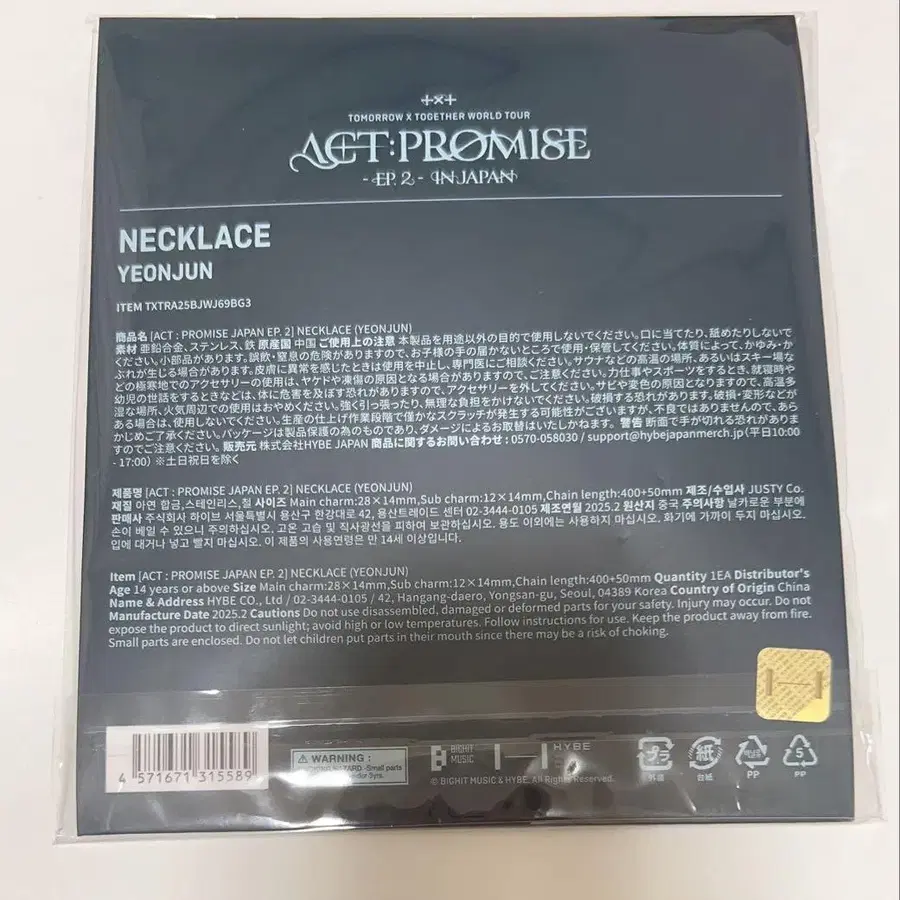 TOMORROW X TOGETHER WORLD TOUR
ACT:PROMISE
- EP. 2 - IN JAPAN
NECKLACE
YEONJUN
ITEM TXTRA25BJWJ69BG3
商品名 [ACT : PROMISE JAPAN EP. 2] NECKLACE (YEONJUN)
素材 亜鉛合金、ステンレス、鉄 原産国 中国 ご使用上の注意 本製品を用途以外の目的で使用しないでください。口に当てたり、舐めたりしないで
ください。小部品があります。誤飲・窒息の危険がありますので、お子様の手の届かないところで使用・保管してください。体質によって、かゆみ・か
ぶれが生じる場合があります。皮膚に異常を感じたときは使用を中止し、専門医にご相談ください。サウナなどの高温の場所、あるいはスキー場な
どの極寒地でのアクセサリーの使用は、ヤケドや凍傷の原因となる場合がありますので、ご注意ください。力仕事やスポーツをするとき、就寝時や
幼児の世話をするときなどは、体に危害を及ぼす恐れがありますので、アクセサリーを外してください。サビや変色の原因となりますので、高温多
湿な場所、火気周辺での使用はおやめください。強く引っ張ったり、無理な負担をかけないでください。破損する恐れがあります。破損・変形などが
ある場合は、使用しないでください。生産の仕上げ作業段階で僅かなスクラッチが発生する可能性がございますが、不良ではありませんので、あら
かじめご了承ください。パッケージは製品保護の為のものであり、ダメージによるお取替はいたしかねます。 警告 断面で手が切れる恐れがありま
すのでご注意ください。販売元 株式会社HYBE JAPAN 商品に関するお問い合わせ : 0570-058030 / support@hybejapanmerch.jp (平日10:00
- 17:00) ※土日祝日を除く
제품명 [ACT : PROMISE JAPAN EP. 2] NECKLACE (YEONJUN)
재질 아연 합금, 스테인리스, 철 사이즈 Main charm:28×14mm,Sub charm:12×14mm,Chain length:400+50mm 제조/수입사 JUSTY Co.
판매사 주식회사 하이브 서울특별시 용산구 한강대로 42, 용산트레이드 센터 02-3444-0105 제조연월 2025.2 원산지 중국 주의사항 날카로운 부분에
손이 베일 수 있으니 주의하십시오. 고온 고습 및 직사광선을 피하여 보관하십시오. 용도 이외에는 사용하지 마십시오. 화기에 가까이 두지 마십시오.
입에 대거나 넣고 빨지 마십시오. 이 제품의 사용연령은 만 14세 이상입니다.
Item [ACT : PROMISE JAPAN EP. 2] NECKLACE (YEONJUN)
Age 14 years or above Size Main charm:28×14mm,Sub charm:12×14mm,Chain length:400+50mm Quantity 1EA Distributor's
Name & Address HYBE CO., Ltd / 02-3444-0105 / 42, Hangang-daero, Yongsan-gu, Seoul, 04389 Korea Country of Origin China
Manufacture Date 2025.2 Cautions Do not use disassembled, damaged or deformed parts for your safety. Injury may occur. Do not
expose the product to direct sunlight; avoid high or low temperatures. Follow instructions for use. Keep the product away from fire.
Small parts are enclosed. Do not let children put parts in their mouth since there may be a risk of choking.
4 571671 315589
WARNING :
CHOKING HAZARD -Small parts
BIGHIT
MUSIC
HYBE
© BIGHIT MUSIC & HYBE. All Rights Reserved.
プラ
外装
紙
台紙
PP
5
PP